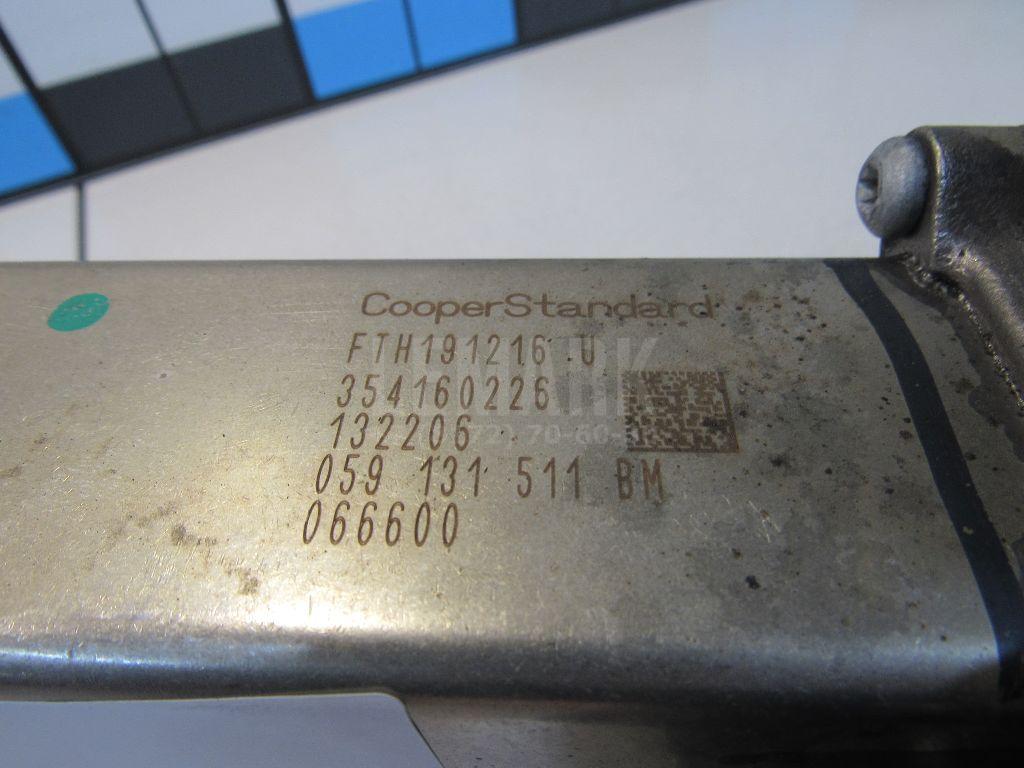 CooperStandard
FTH191216 U
354160226
132206
059 131 511 BM
066600